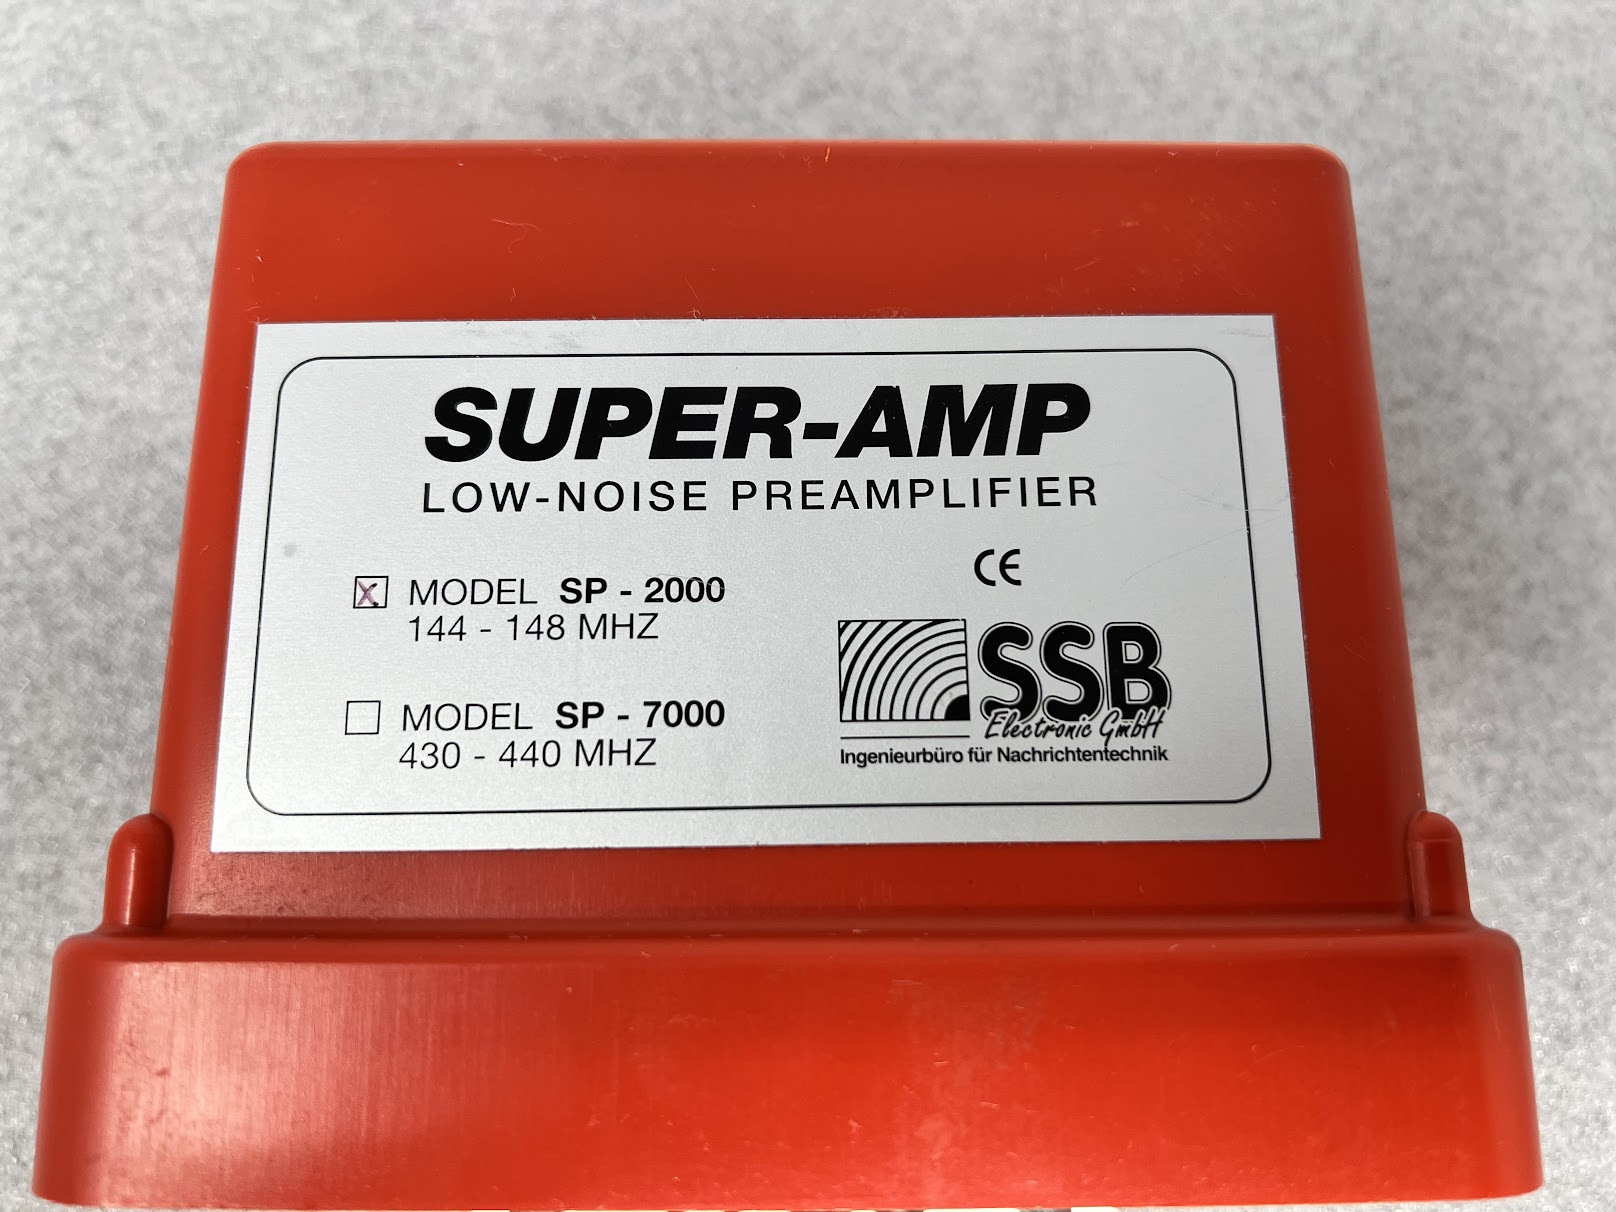 SUPER-AMP
LOW-NOISE PREAMPLIFIER
CE
X MODEL SP - 2000
144 - 148 MHZ
MODEL SP - 7000
430 - 440 MHZ
SSB
Electronic GmbH
Ingenieurbüro für Nachrichtentechnik